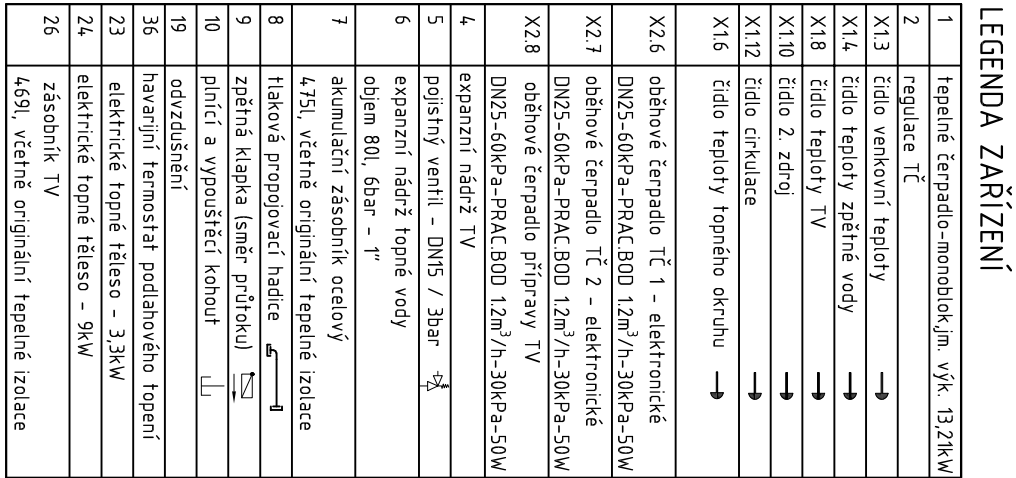 LEGENDA ZAŘÍZENÍ
1 tepelné čerpadlo-monoblok,jm. výk. 13,21kW
2 regulace TČ
X1.3 čidlo venkovní teploty
X1.4 čidlo teploty zpětné vody
X1.8 čidlo teploty TV
X1.10 čidlo 2. zdroj
X1.12 čidlo cirkulace
X1.6 čidlo teploty topného okruhu
X2.6 oběhové čerpadlo TČ 1 - elektronické
DN25-60kPa-PRAC.BOD 1.2m³/h-30kPa-50W
X2.7 oběhové čerpadlo TČ 2 - elektronické
DN25-60kPa-PRAC.BOD 1.2m³/h-30kPa-50W
X2.8 oběhové čerpadlo přípravy TV
DN25-60kPa-PRAC.BOD 1.2m³/h-30kPa-50W
4 expanzní nádrž TV
5 pojistný ventil - DN15 / 3bar
6 expanzní nádrž topné vody
objem 80l, 6bar - 1"
7 akumulační zásobník ocelový
475l, včetně originální tepelné izolace
8 tlaková propojovací hadice
9 zpětná klapka (směr průtoku)
10 plnící a vypouštěcí kohout
19 odvzdušnění
36 havarijní termostat podlahového topení
23 elektrické topné těleso - 3,3kW
24 elektrické topné těleso - 9kW
26 zásobník TV
469l, včetně originální tepelné izolace